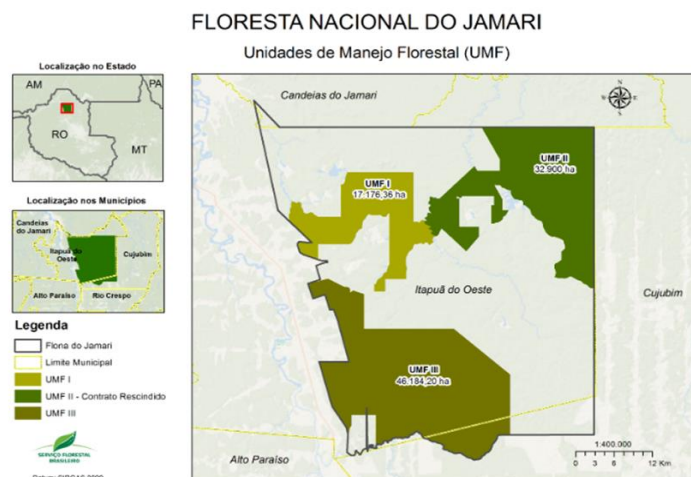 FLORESTA NACIONAL DO JAMARI
Unidades de Manejo Florestal (UMF)
Localização no Estado
AM
PA
RO
MT
Localização nos Municípios
Candeias
do Jamari
Itapuã do
Oeste
Cujubim
Alto Paraíso
Rio Crespo
Legenda
Flona do Jamari
Limite Municipal
UMF I
UMF II - Contrato Rescindido
UMF III
SERVIÇO FLORESTAL
BRASILEIRO
Candeias do Jamari
N
UMF I
17.176,36 ha
UMF II
32.900 ha
Itapuã do Oeste
Cujubim
UMF III
46.184,20 ha
Alto Paraíso
1:400.000
0 3 6 12 Km